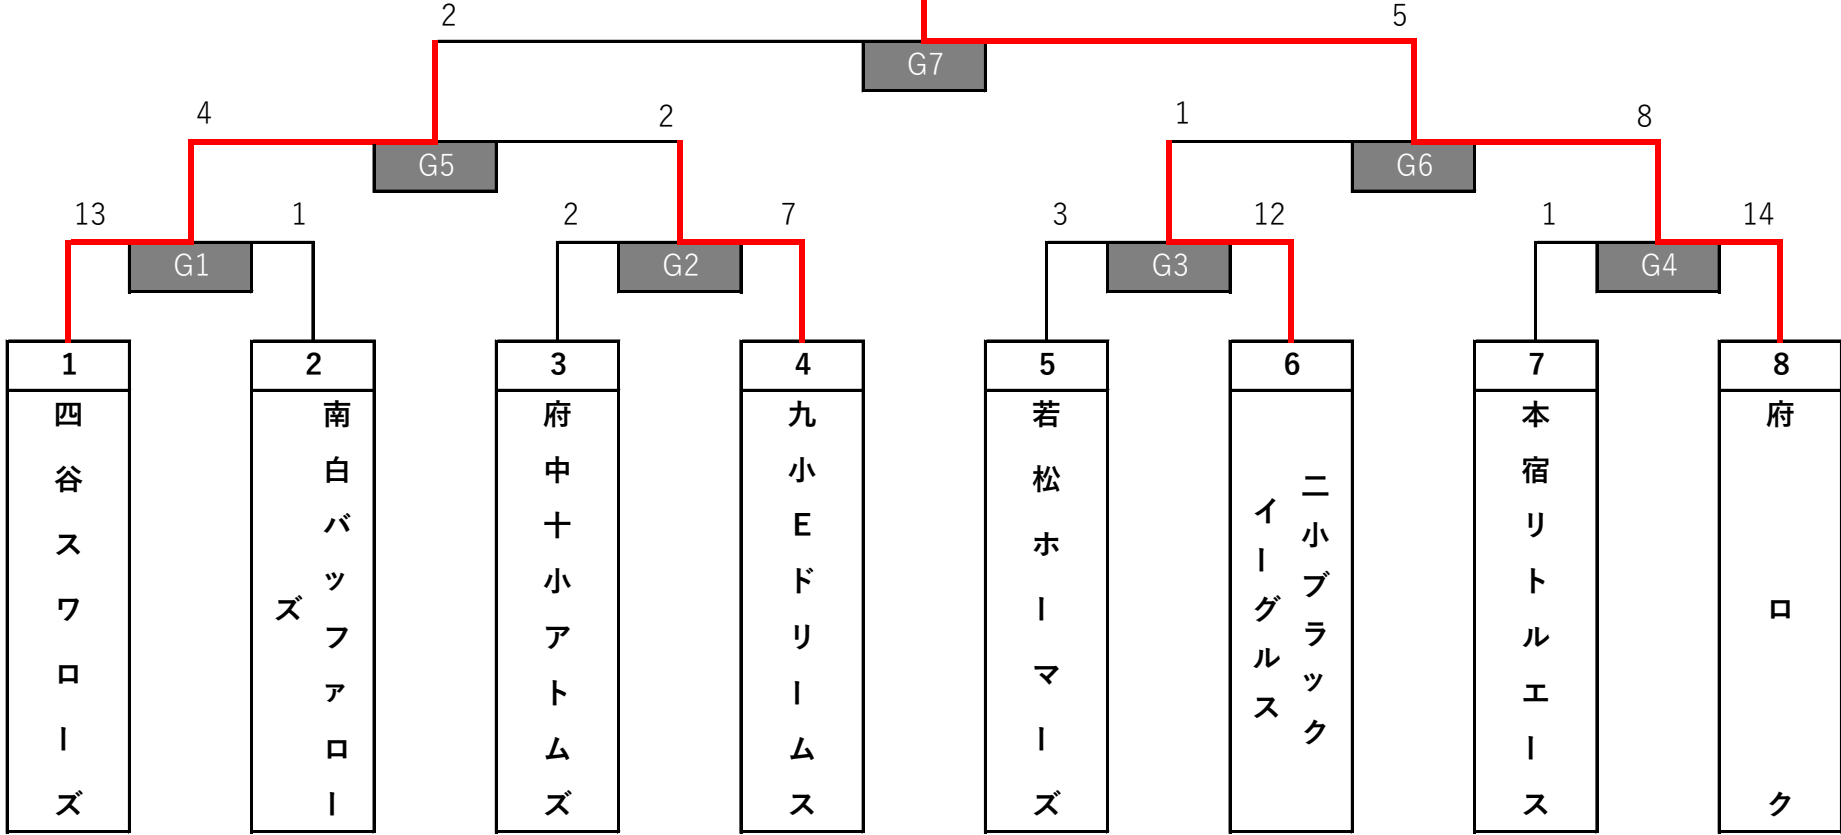 2 5
G7
4 2 1 8
G5 G6
13 1 2 7 3 12 1 14
G1 G2 G3 G4
1 2 3 4 5 6 7 8
四谷スワローズ
南白バッファローズ
府中十小アトムズ
九小Eドリームス
若松ホーマーズ
二小ブラック
イーグルス
本宿リトルエース
府ロク